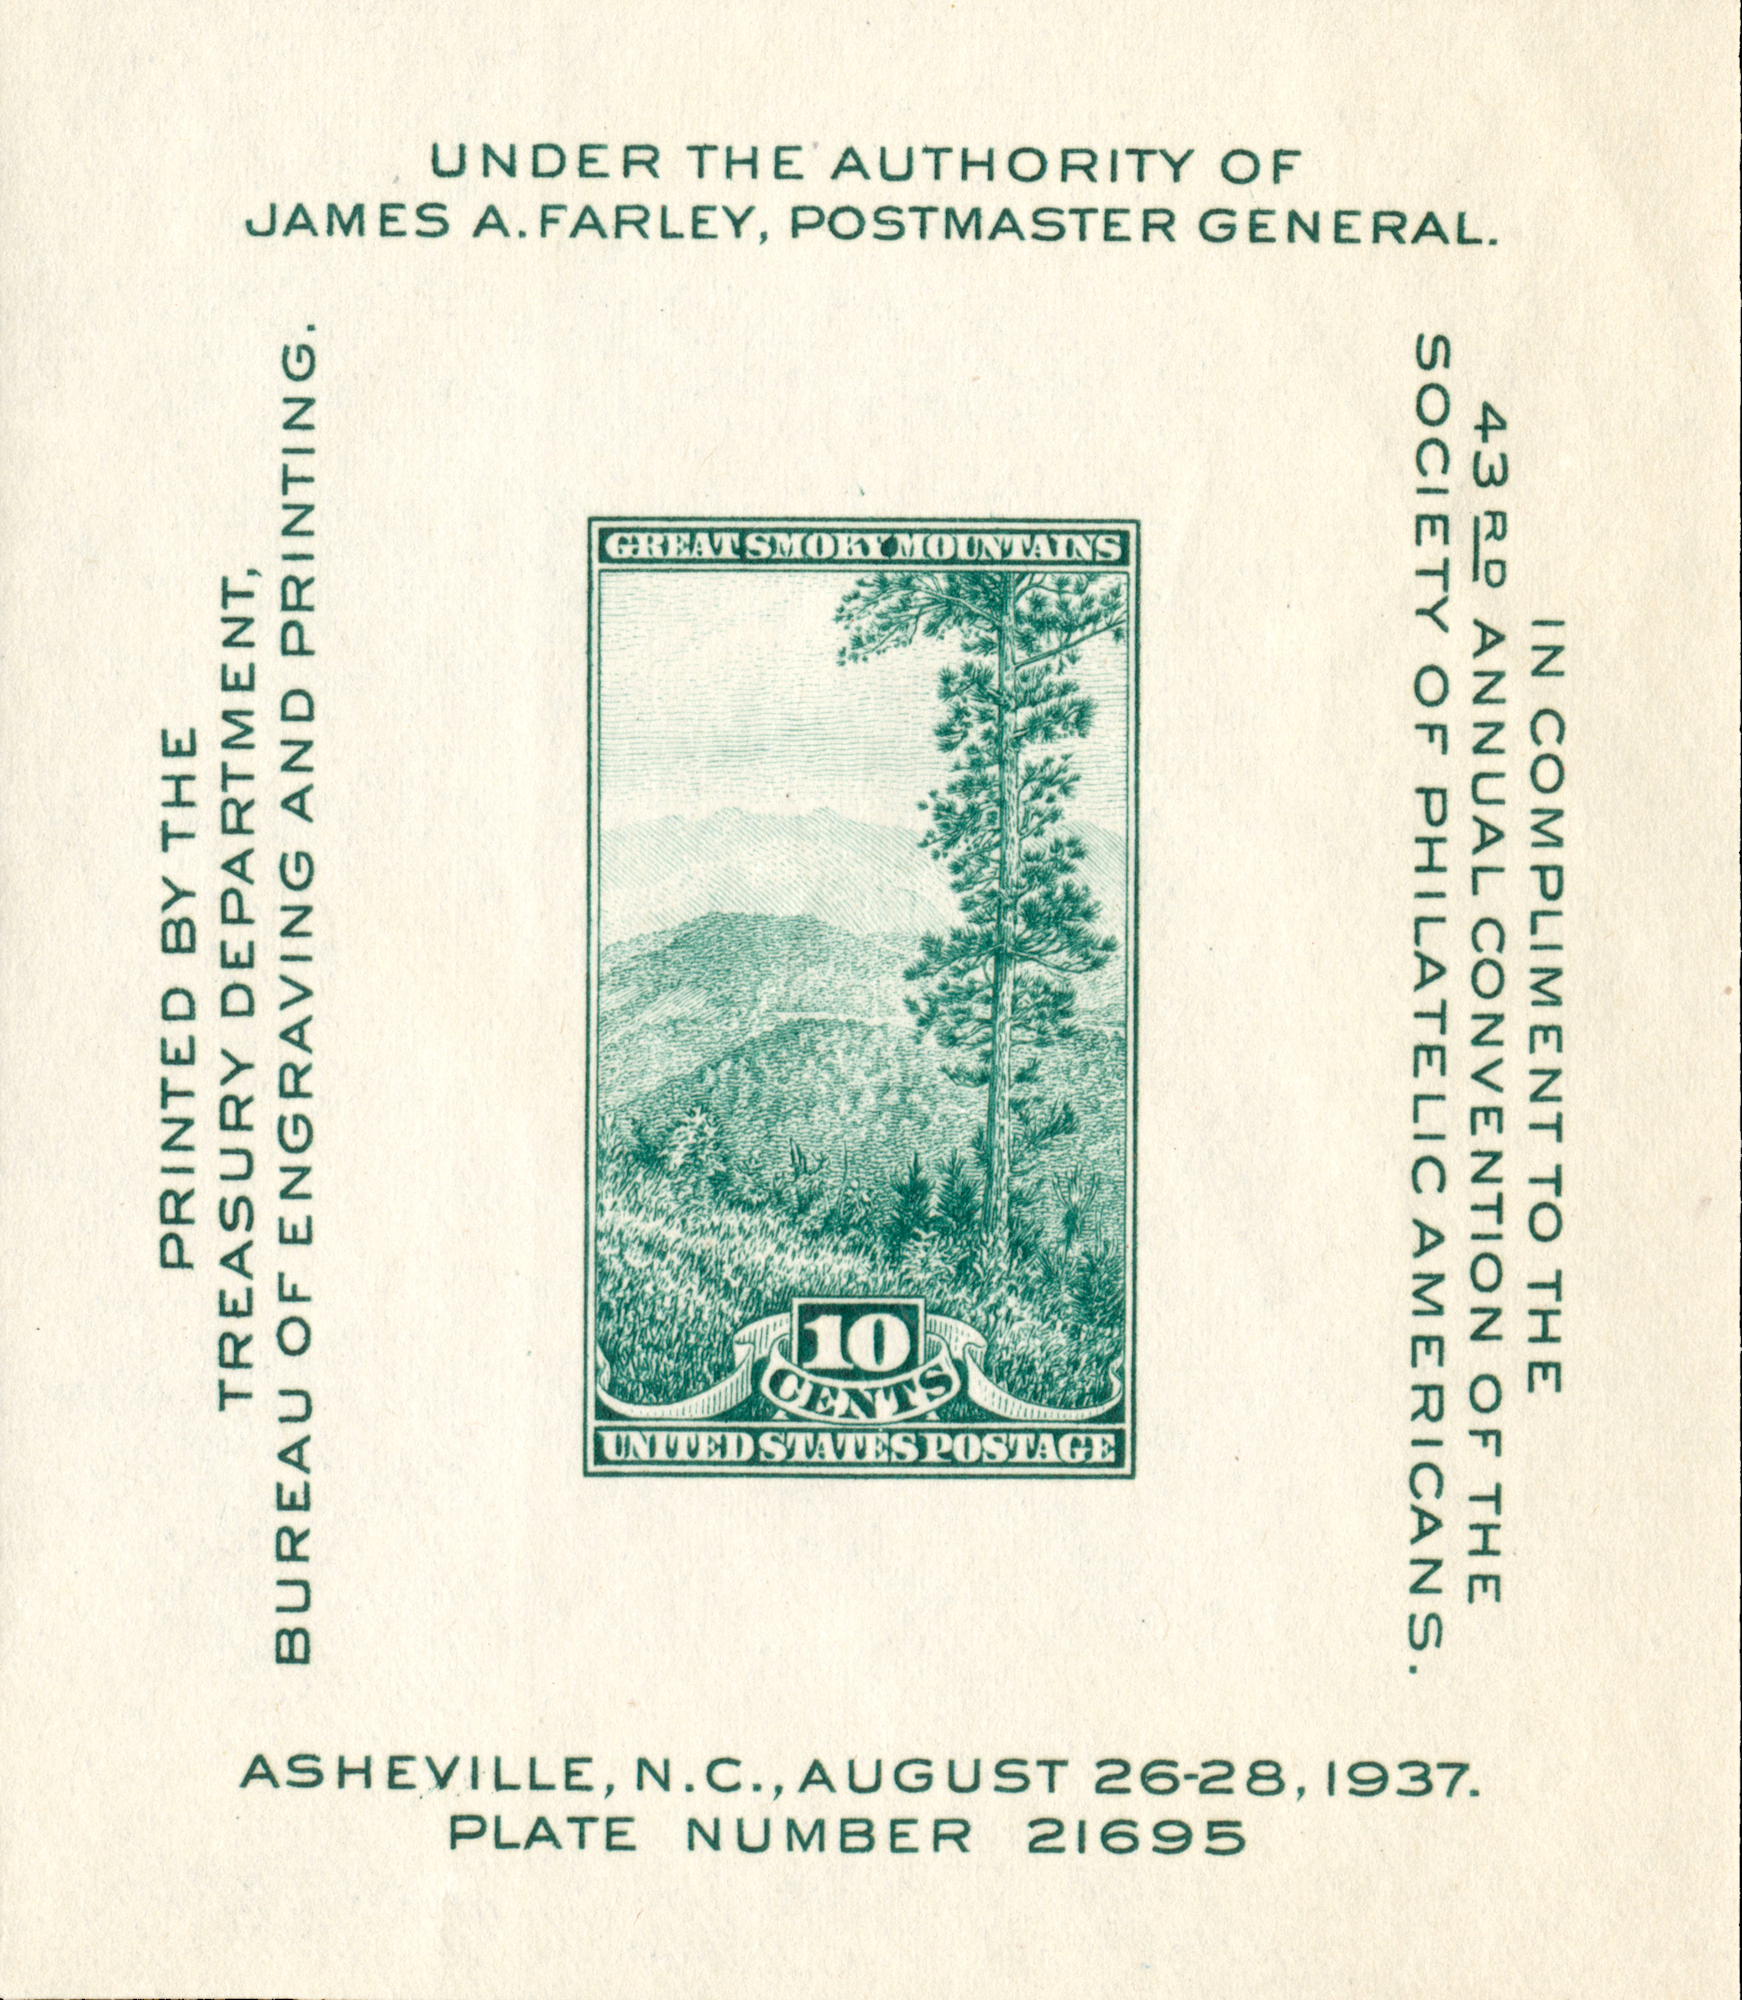 UNDER THE AUTHORITY OF
JAMES A. FARLEY, POSTMASTER GENERAL.
PRINTED BY THE
TREASURY DEPARTMENT,
BUREAU OF ENGRAVING AND PRINTING.
GREAT SMOKY MOUNTAINS
10
CENTS
UNITED STATES POSTAGE
IN COMPLIMENT TO THE
43RD ANNUAL CONVENTION OF THE
SOCIETY OF PHILATELIC AMERICANS.
ASHEVILLE, N.C., AUGUST 26-28, 1937.
PLATE NUMBER 21695